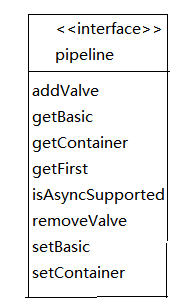 <<interface>>
pipeline
addValve
getBasic
getContainer
getFirst
isAsyncSupported
removeValve
setBasic
setContainer